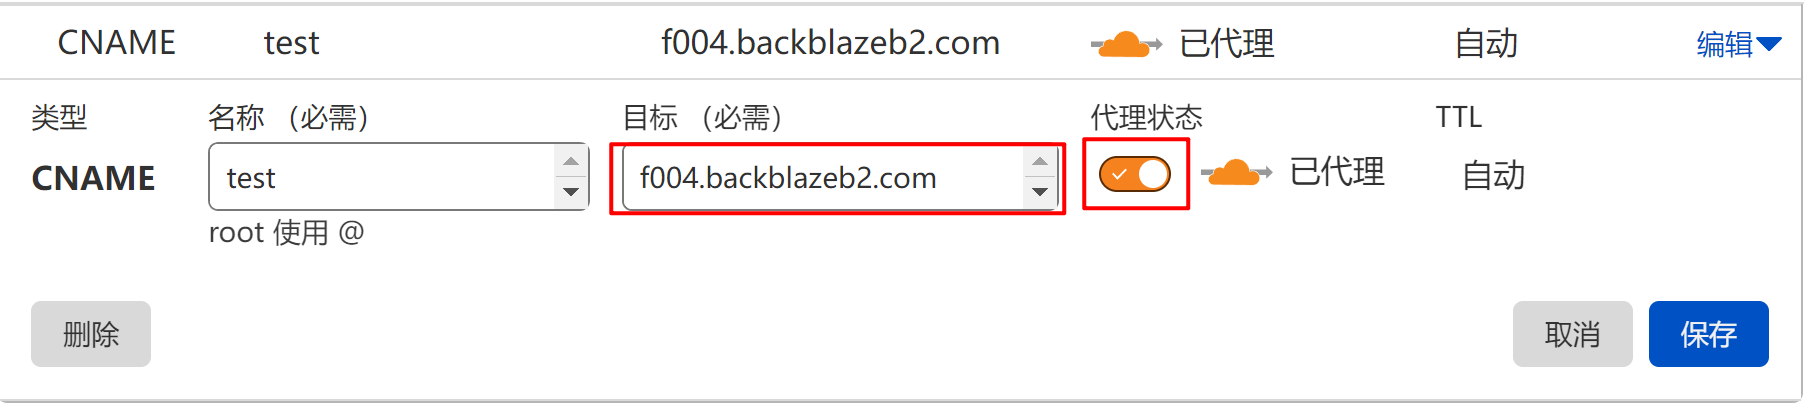 CNAME test f004.backblazeb2.com 已代理 自动 编辑
类型 名称 （必需） 目标 （必需） 代理状态 TTL
CNAME test f004.backblazeb2.com 已代理 自动
root 使用 @
删除 取消 保存